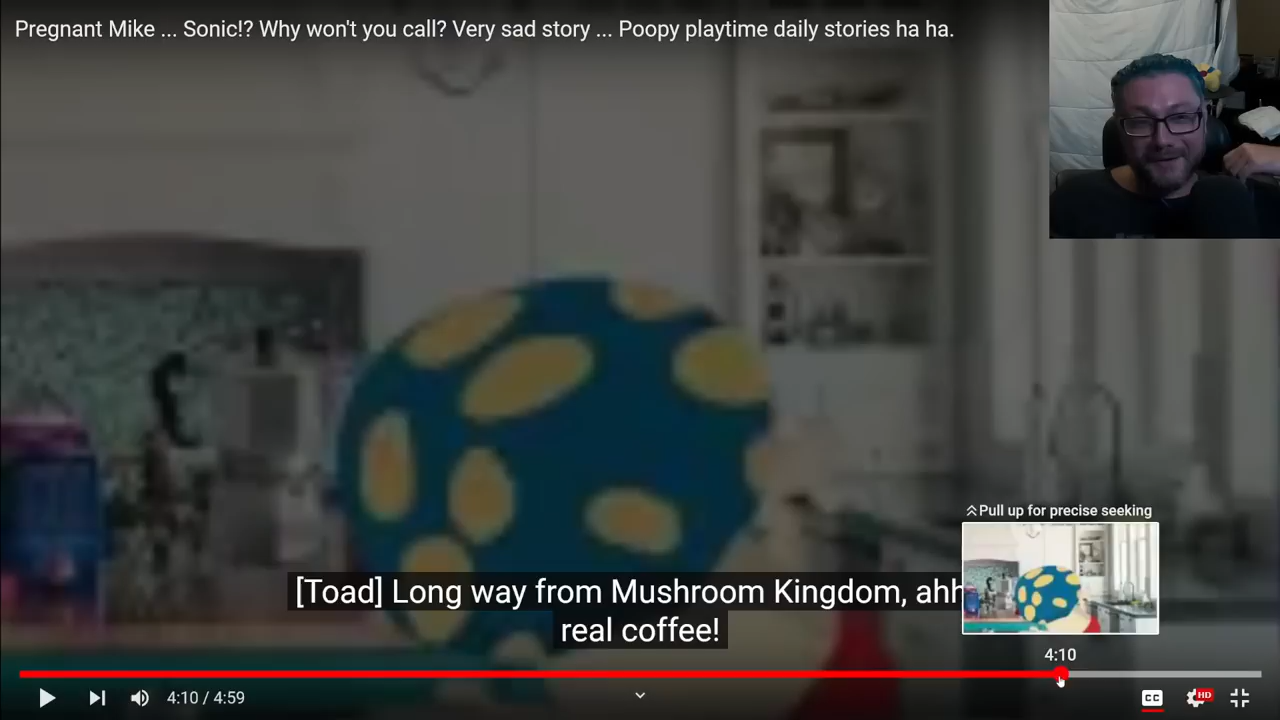 Pregnant Mike ... Sonic!? Why won't you call? Very sad story ... Poopy playtime daily stories ha ha.
Pull up for precise seeking
[Toad] Long way from Mushroom Kingdom, ahh
real coffee!
4:10
4:10 / 4:59
CC
HD